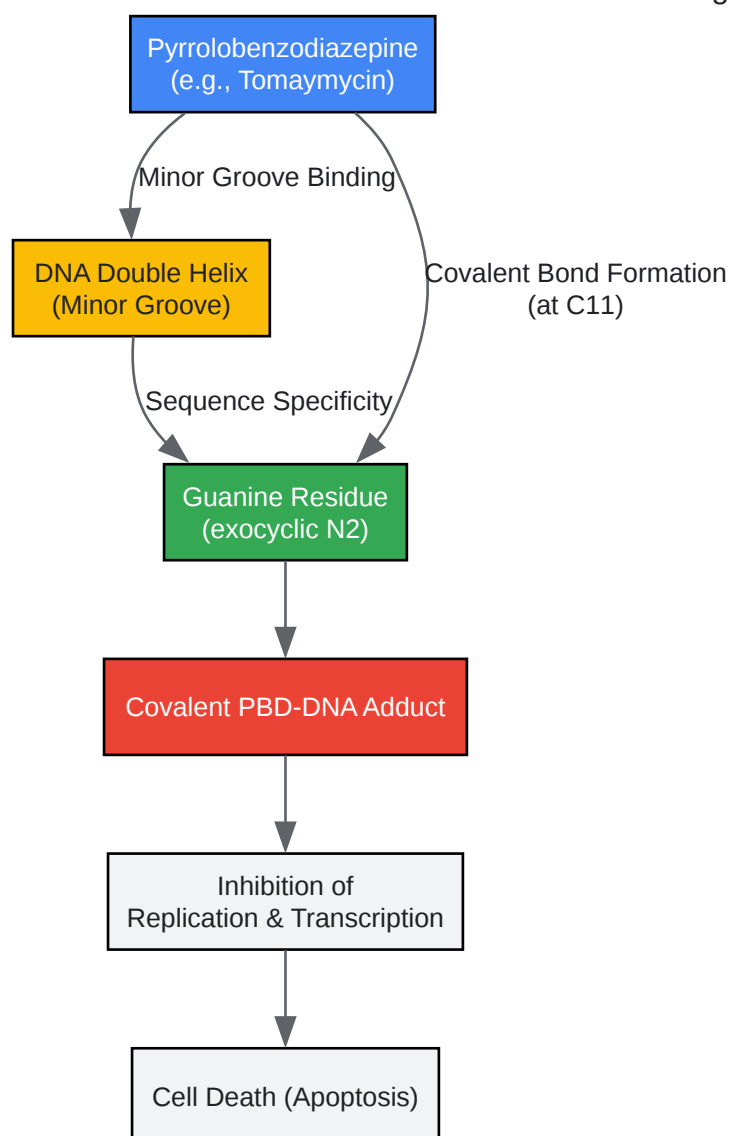 Pyrrolobenzodiazepine
(e.g., Tomaymycin)
Minor Groove Binding
DNA Double Helix
(Minor Groove)
Covalent Bond Formation
(at C11)
Sequence Specificity
Guanine Residue
(exocyclic N2)
Covalent PBD-DNA Adduct
Inhibition of
Replication & Transcription
Cell Death (Apoptosis)